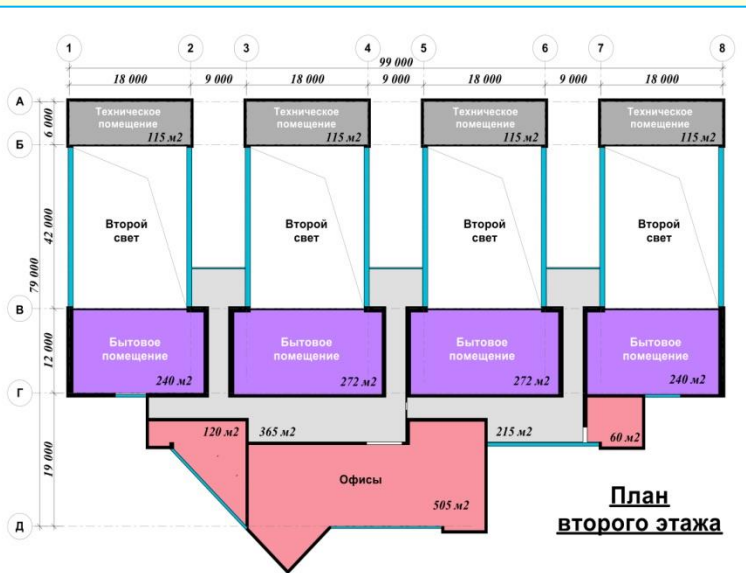 1 2 3 4 5 6 7 8
99 000
18 000 9 000 18 000 9 000 18 000 9 000 18 000
А
6 000
Техническое Техническое Техническое Техническое
помещение помещение помещение помещение
115 м2 115 м2 115 м2 115 м2
Б
42 000
79 000
Второй Второй Второй Второй
свет свет свет свет
В
12 000
Бытовое Бытовое Бытовое Бытовое
помещение помещение помещение помещение
240 м2 272 м2 272 м2 240 м2
Г
19 000
120 м2 365 м2 215 м2 60 м2
Офисы
505 м2
Д
План
второго этажа